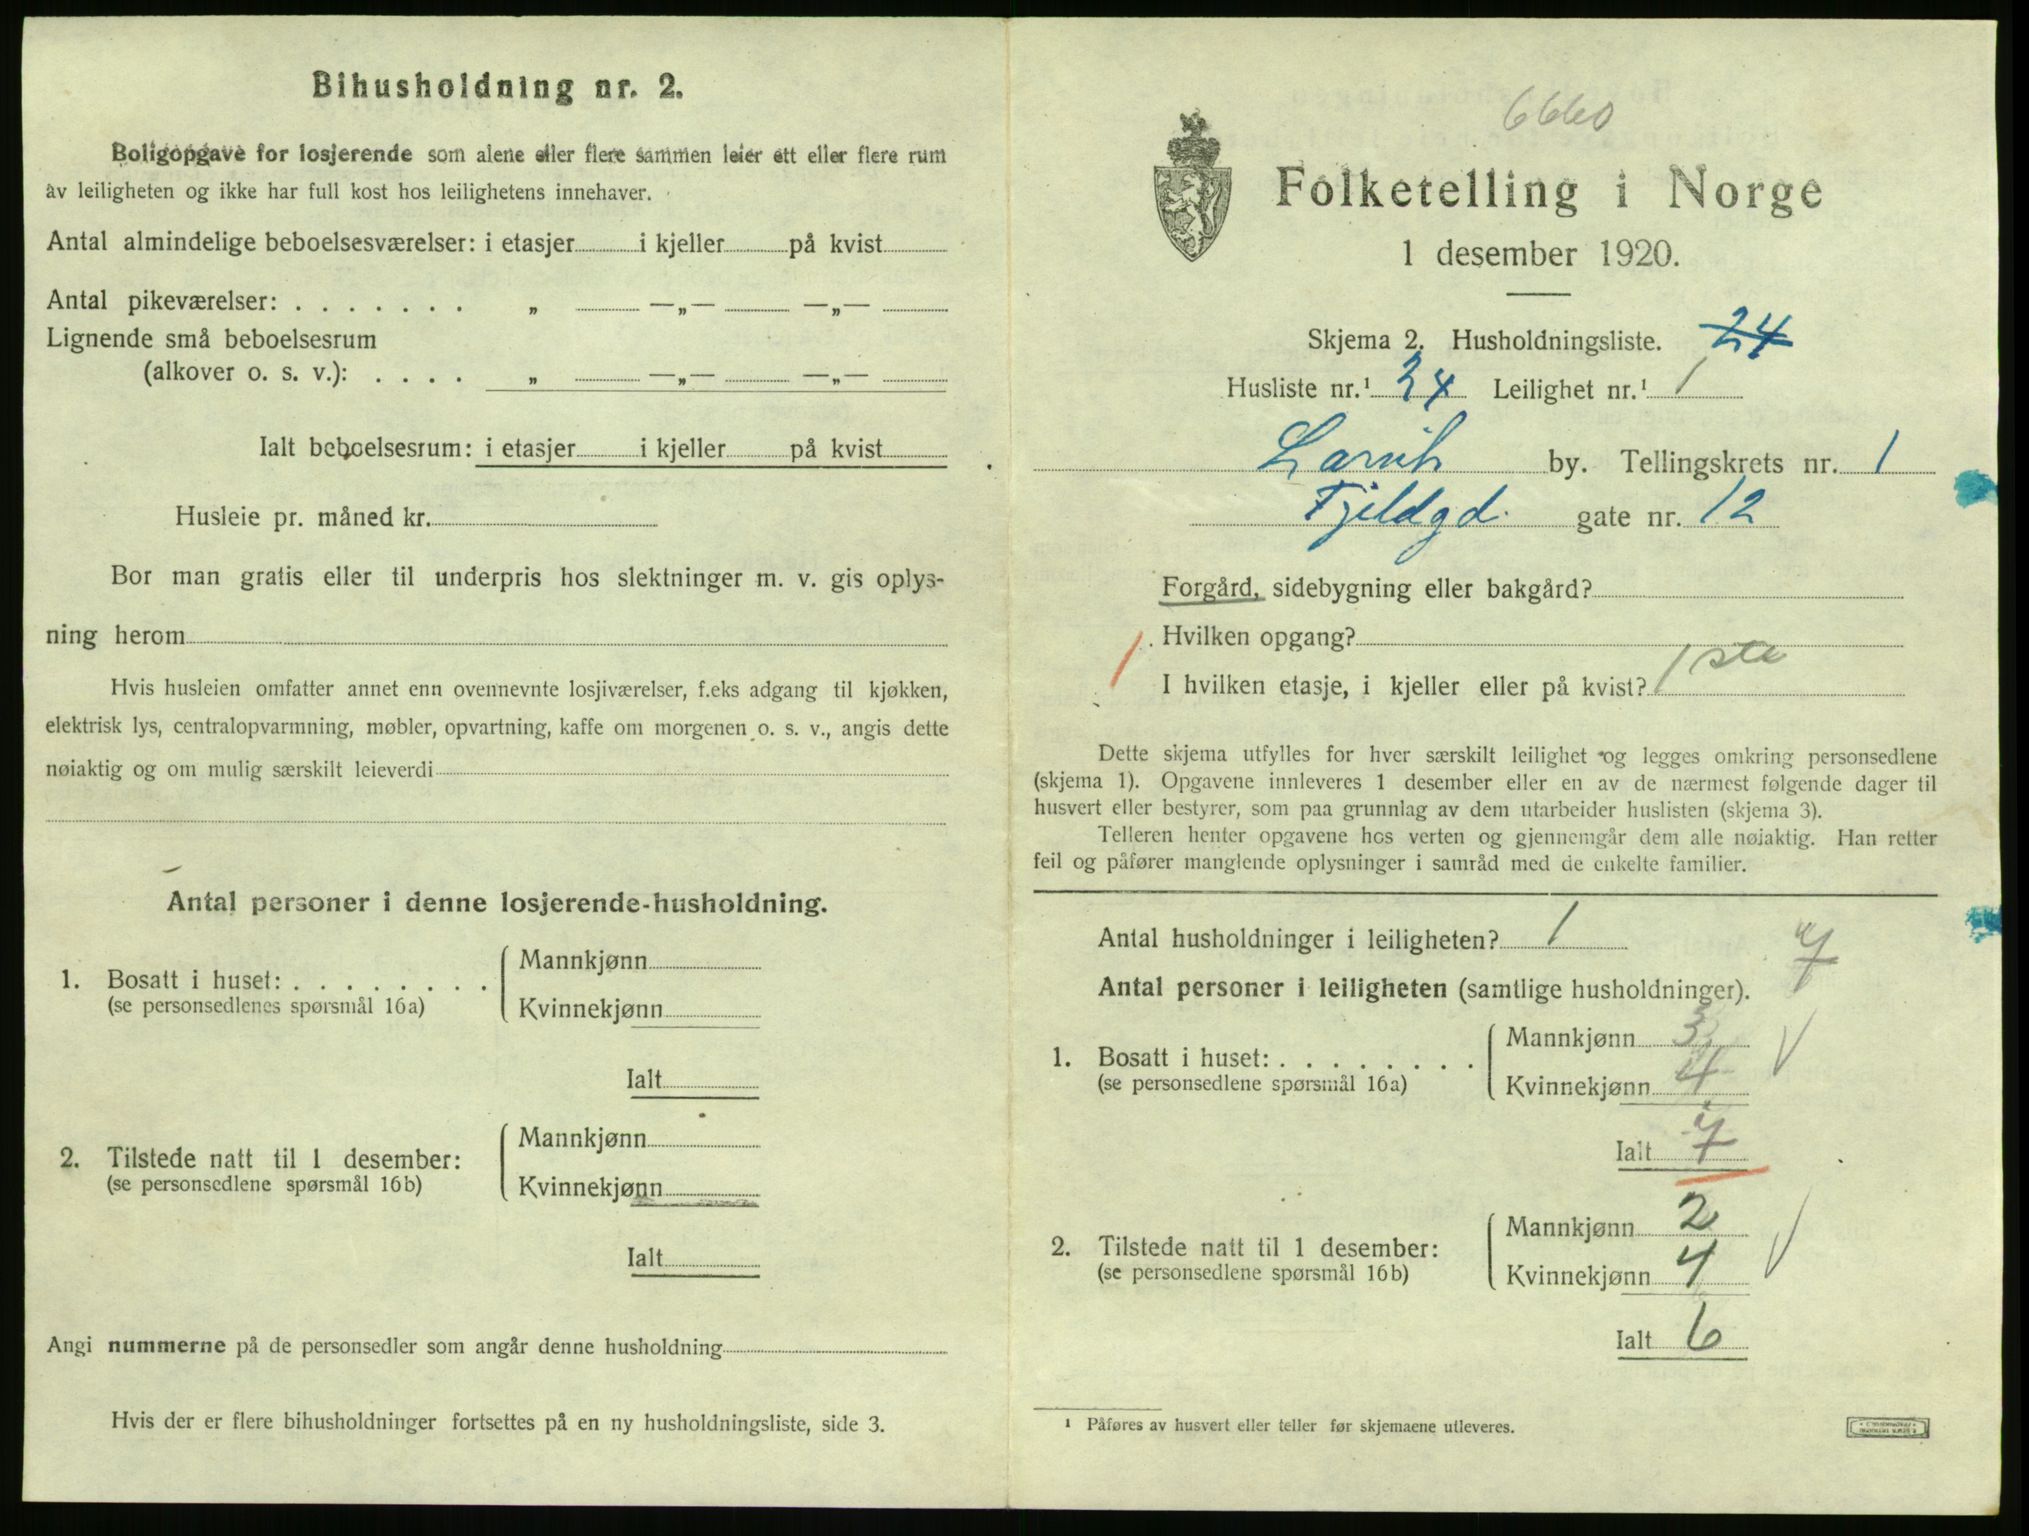 Bihusholdning nr. 2.
Boligopgave for losjerende som alene eller flere sammen leier ett eller flere rum
av leiligheten og ikke har full kost hos leilighetens innehaver.
Antal almindelige beboelsesværelser: i etasjer i kjeller på kvist
Antal pikeværelser: . . . . . . . „ —„— —„—
Lignende små beboelsesrum
(alkover o. s. v.): . . . . „ —„— —„—
Ialt beboelsesrum: i etasjer i kjeller på kvist
Husleie pr. måned kr.
Bor man gratis eller til underpris hos slektninger m. v. gis oplys-
ning herom
Hvis husleien omfatter annet enn ovennevnte losjiværelser, f.eks adgang til kjøkken,
elektrisk lys, centralopvarmning, møbler, opvartning, kaffe om morgenen o. s. v., angis dette
nøiaktig og om mulig særskilt leieverdi
Antal personer i denne losjerende-husholdning.
1. Bosatt i huset: . . . . . . . .
(se personsedlenes spørsmål 16a)
Mannkjønn
Kvinnekjønn
Ialt
2. Tilstede natt til 1 desember:
(se personsedlene spørsmål 16b)
Mannkjønn
Kvinnekjønn
Ialt
Angi nummerne på de personsedler som angår denne husholdning
Hvis der er flere bihusholdninger fortsettes på en ny husholdningsliste, side 3.
6660
Folketelling i Norge
1 desember 1920.
Skjema 2. Husholdningsliste. 24
Husliste nr.¹ 24 Leilighet nr.¹ 1
Larvik by. Tellingskrets nr. 1
Fjeldgd. gate nr. 12
Forgård, sidebygning eller bakgård?
1 Hvilken opgang?
I hvilken etasje, i kjeller eller på kvist? 1ste
Dette skjema utfylles for hver særskilt leilighet og legges omkring personsedlene
(skjema 1). Opgavene innleveres 1 desember eller en av de nærmest følgende dager til
husvert eller bestyrer, som paa grunnlag av dem utarbeider huslisten (skjema 3).
Telleren henter opgavene hos verten og gjennemgår dem alle nøiaktig. Han retter
feil og påfører manglende oplysninger i samråd med de enkelte familier.
Antal husholdninger i leiligheten? 1
7
Antal personer i leiligheten (samtlige husholdninger).
1. Bosatt i huset: . . . . . . . .
(se personsedlene spørsmål 16a)
Mannkjønn 3
Kvinnekjønn 4
Ialt 7
2. Tilstede natt til 1 desember:
(se personsedlene spørsmål 16b)
Mannkjønn 2
Kvinnekjønn 4
Ialt 6
¹ Påføres av husvert eller teller før skjemaene utleveres.